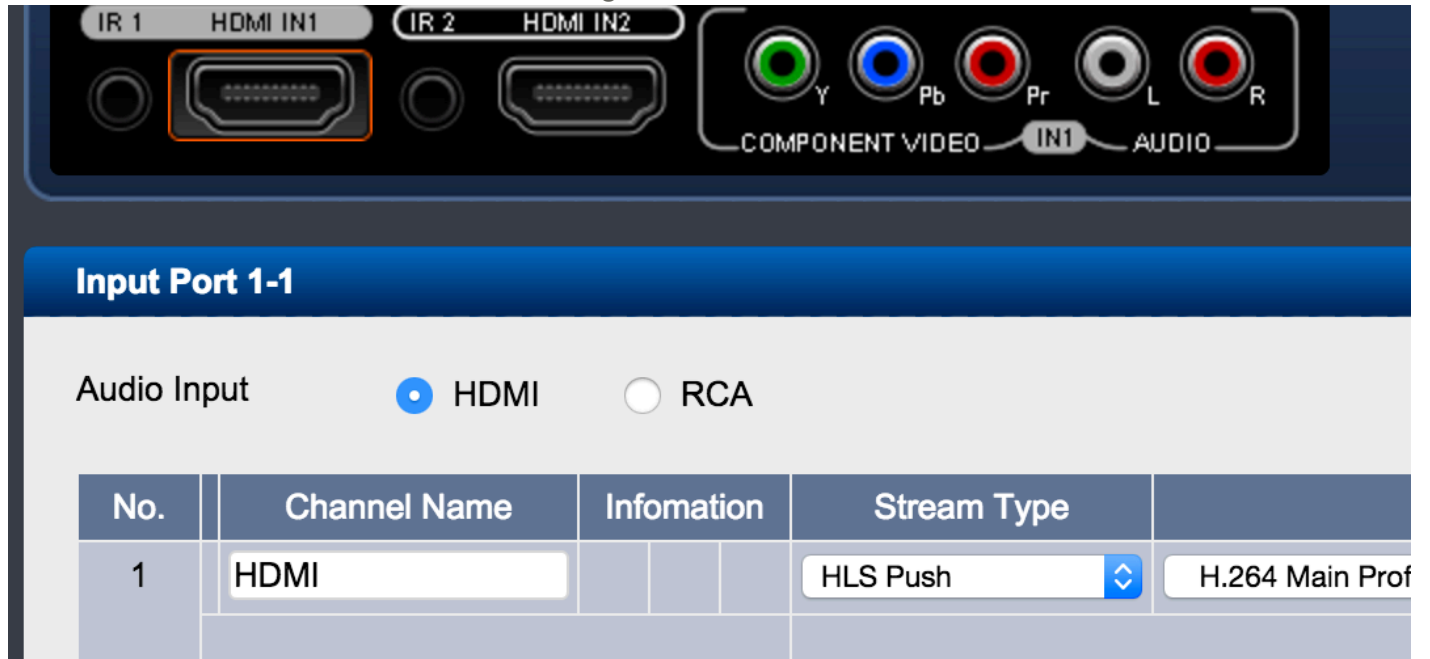 IR 1 HDMI IN1 IR 2 HDMI IN2
Y Pb Pr L R
COMPONENT VIDEO IN1 AUDIO
Input Port 1-1
Audio Input HDMI RCA
No. Channel Name Infomation Stream Type
1 HDMI HLS Push H.264 Main Prof